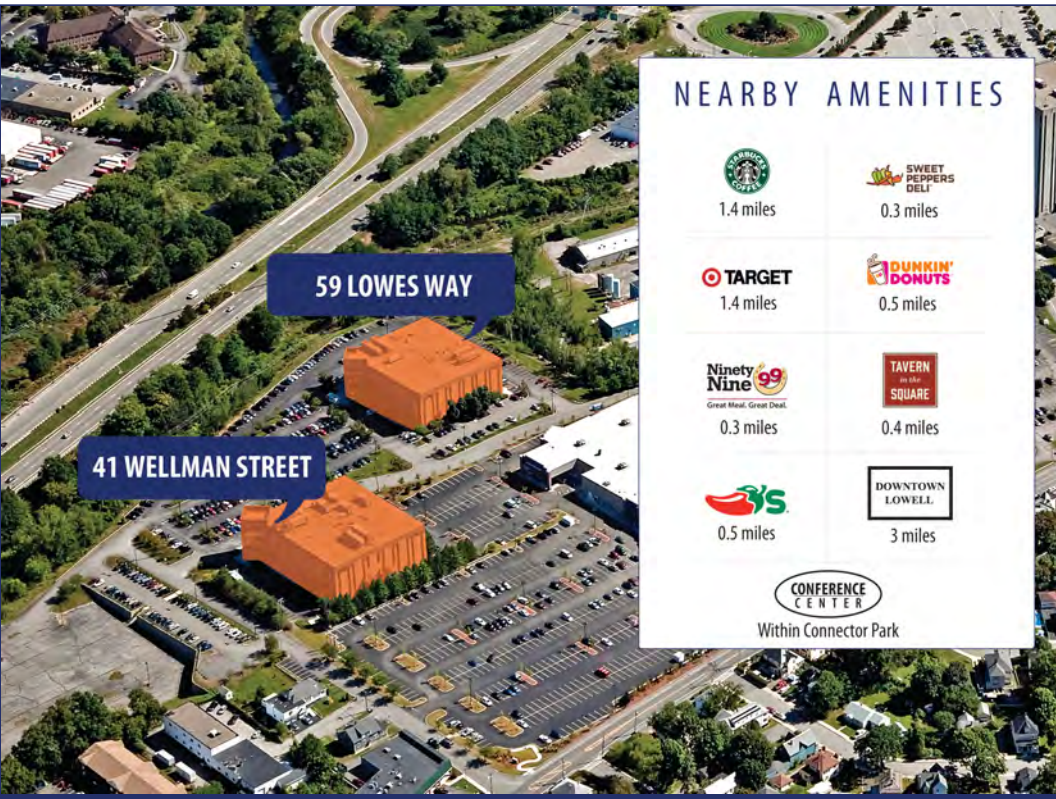 NEARBY AMENITIES
STARBUCKS
COFFEE
1.4 miles
SWEET
PEPPERS
DELI
0.3 miles
TARGET
1.4 miles
DUNKIN'
DONUTS
0.5 miles
Ninety
Nine 99
Great Meal. Great Deal.
0.3 miles
TAVERN
in the
SQUARE
0.4 miles
'S
0.5 miles
DOWNTOWN
LOWELL
3 miles
CONFERENCE
CENTER
Within Connector Park
59 LOWES WAY
41 WELLMAN STREET